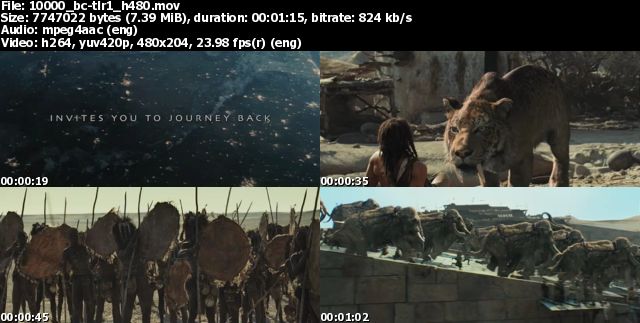 File: 10000_bc-tlr1_h480.mov
Size: 7747022 bytes (7.39 MiB), duration: 00:01:15, bitrate: 824 kb/s
Audio: mpeg4aac (eng)
Video: h264, yuv420p, 480x204, 23.98 fps(r) (eng)
INVITES YOU TO JOURNEY BACK
00:00:19
00:00:35
00:00:45
00:01:02